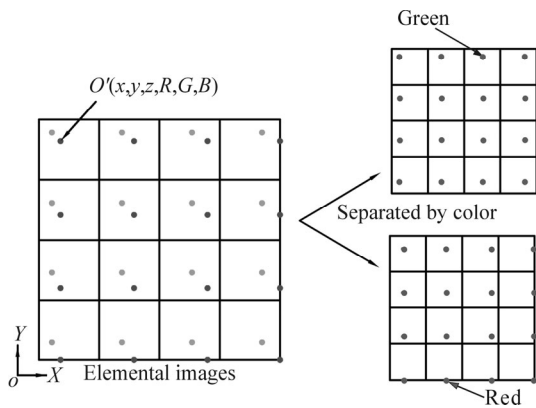 Green
O′(x,y,z,R,G,B)
Separated by color
Y
o
X
Elemental images
Red